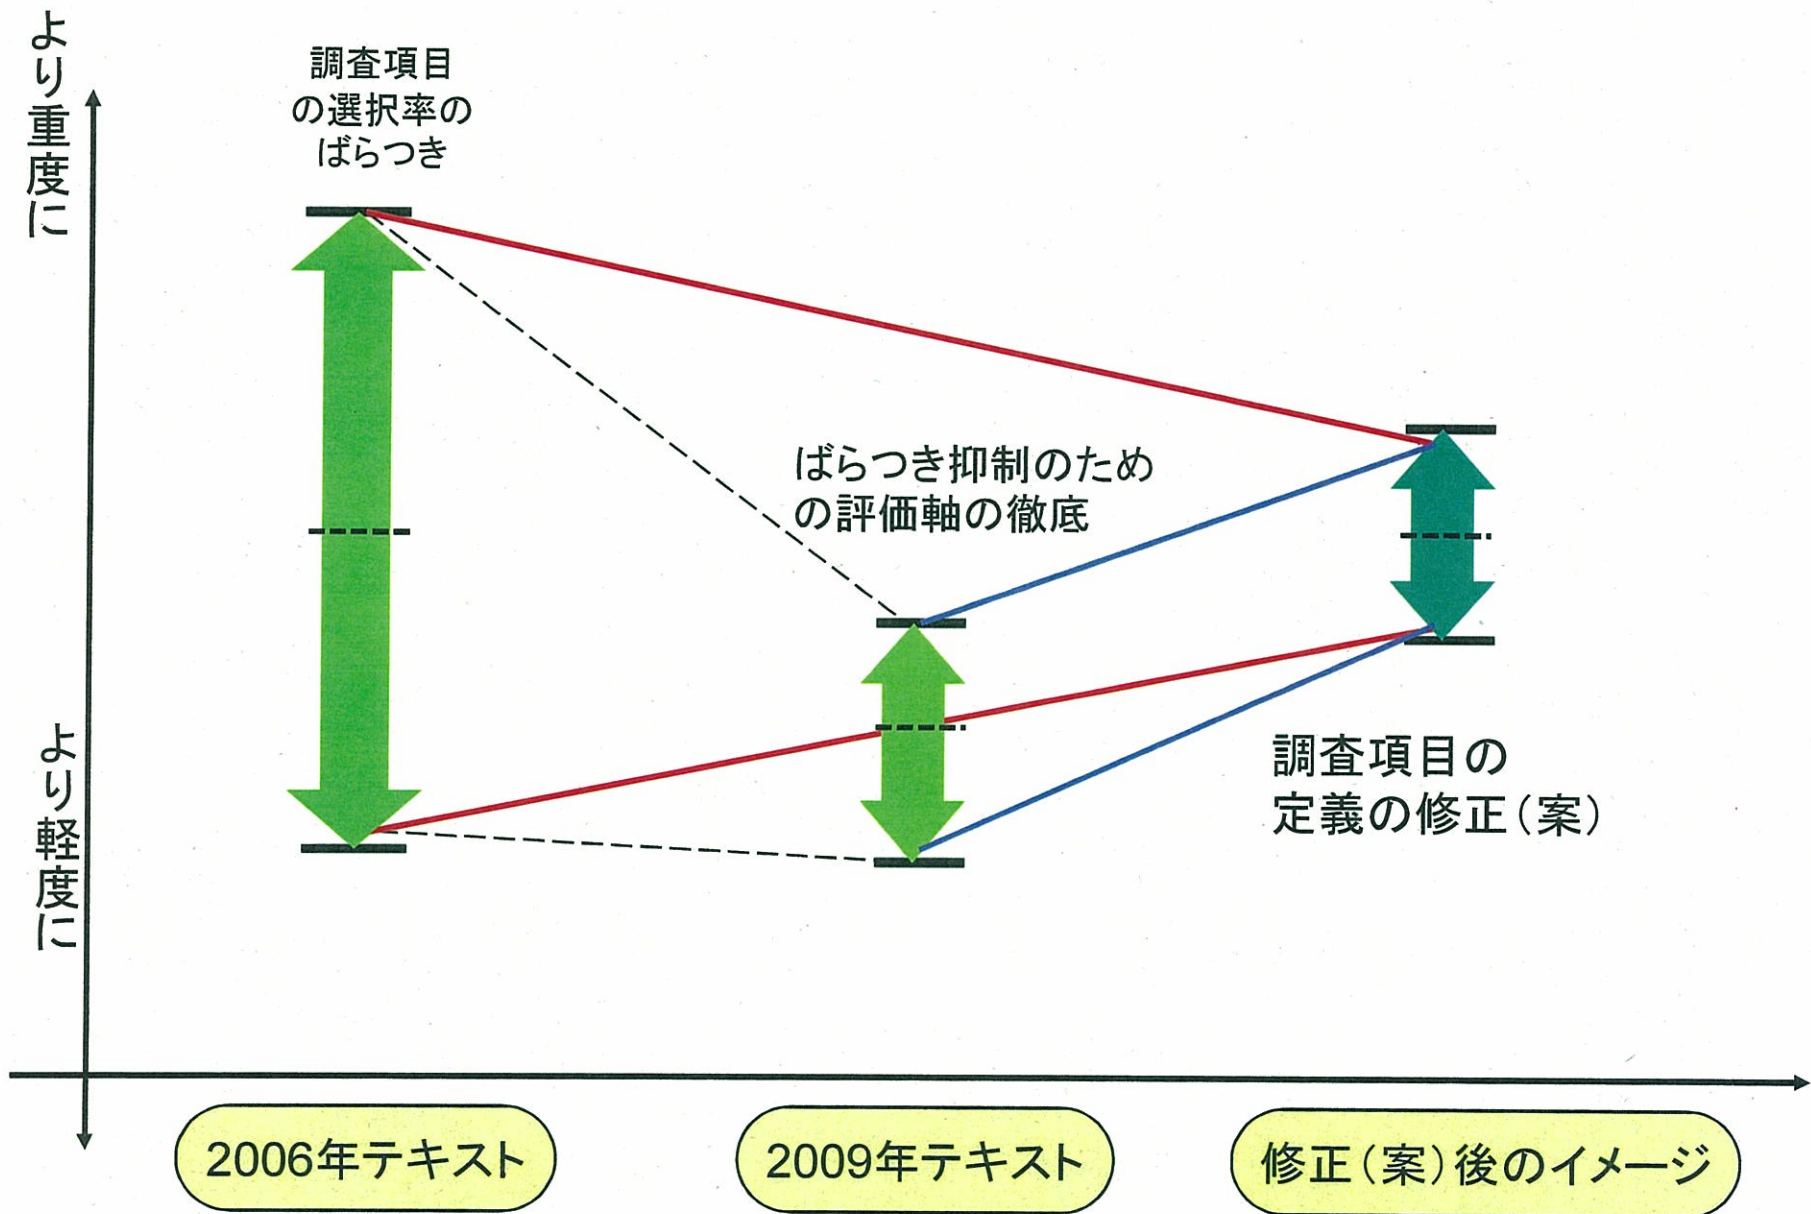 より重度に
調査項目
の選択率の
ばらつき
ばらつき抑制のため
の評価軸の徹底
より軽度に
調査項目の
定義の修正（案）
2006年テキスト
2009年テキスト
修正（案）後のイメージ